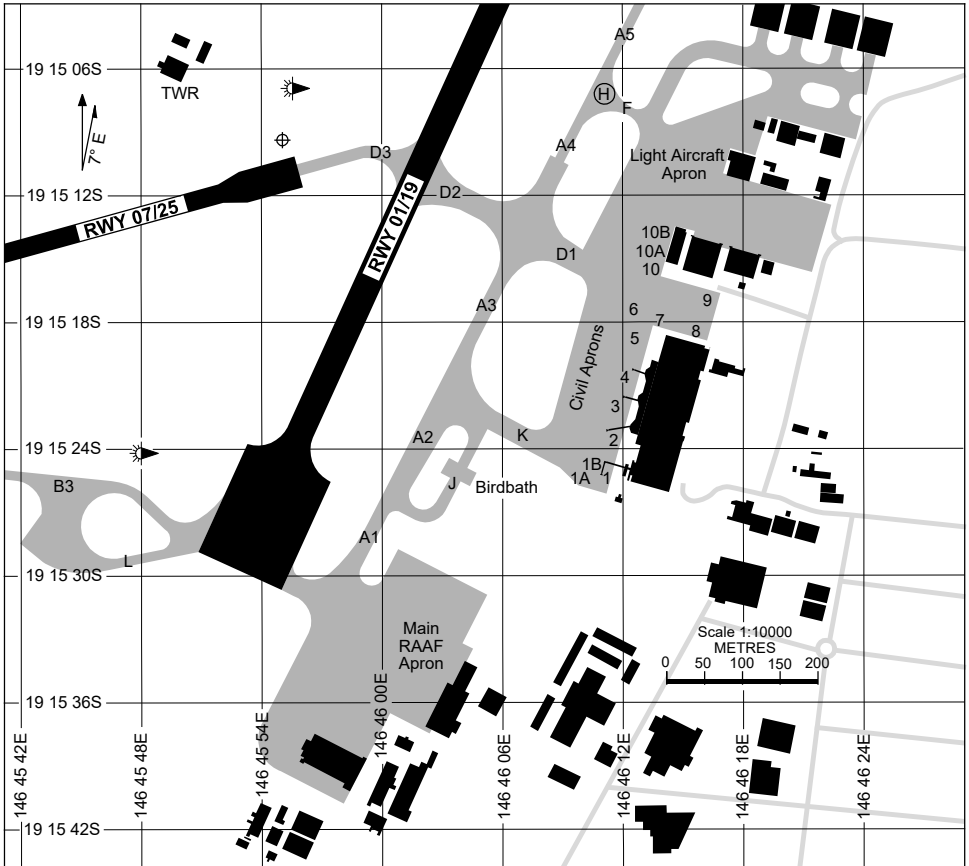 A5
19 15 06S
TWR
H
F
7° E
D3
A4
Light Aircraft
Apron
19 15 12S
D2
RWY 07/25
RWY 01/19
10B
10A
10
D1
A3
9
6
7
8
19 15 18S
5
Civil Aprons
4
3
A2
K
2
19 15 24S
1B
1A
1
B3
J
Birdbath
A1
L
19 15 30S
Main
RAAF
Apron
Scale 1:10000
METRES
0 50 100 150 200
19 15 36S
146 45 42E
146 45 48E
146 45 54E
146 46 00E
146 46 06E
146 46 12E
146 46 18E
146 46 24E
19 15 42S